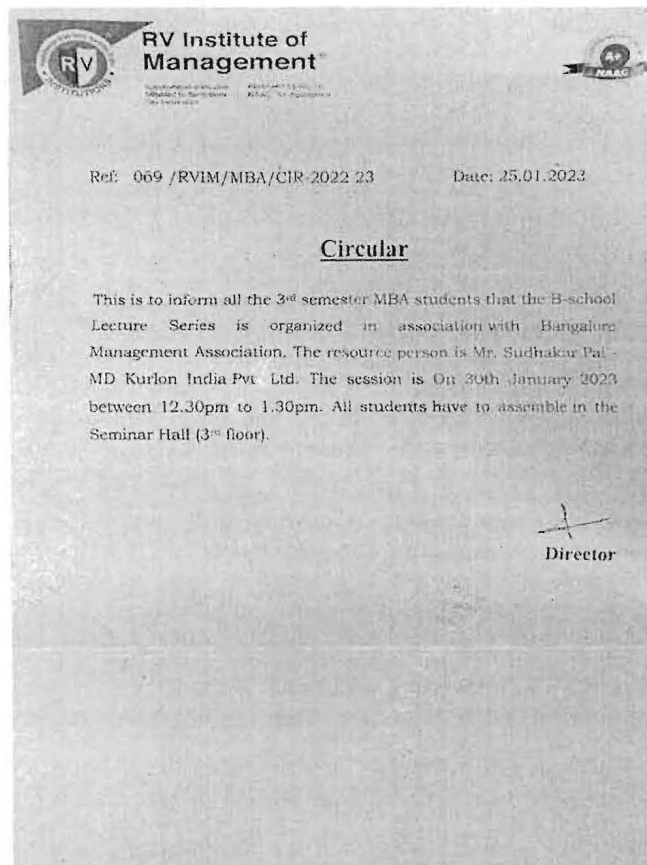 RV
INSTITUTIONS
RV Institute of
Management
A+
NAAC
Ref: 069 /RVIM/MBA/CIR-2022 23 Date: 25.01.2023
Circular
This is to inform all the 3rd semester MBA students that the B-school
Lecture Series is organized in association with Bangalore
Management Association. The resource person is Mr. Sudhakar Pai -
MD Kurlon India Pvt Ltd. The session is On 30th January 2023
between 12.30pm to 1.30pm. All students have to assemble in the
Seminar Hall (3rd floor).
Director